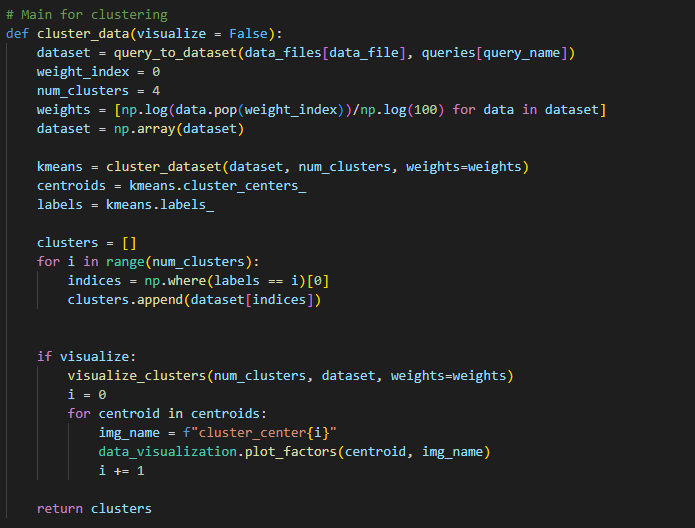 # Main for clustering
def cluster_data(visualize = False):
    dataset = query_to_dataset(data_files[data_file], queries[query_name])
    weight_index = 0
    num_clusters = 4
    weights = [np.log(data.pop(weight_index))/np.log(100) for data in dataset]
    dataset = np.array(dataset)

    kmeans = cluster_dataset(dataset, num_clusters, weights=weights)
    centroids = kmeans.cluster_centers_
    labels = kmeans.labels_

    clusters = []
    for i in range(num_clusters):
        indices = np.where(labels == i)[0]
        clusters.append(dataset[indices])


    if visualize:
        visualize_clusters(num_clusters, dataset, weights=weights)
        i = 0
        for centroid in centroids:
            img_name = f"cluster_center{i}"
            data_visualization.plot_factors(centroid, img_name)
            i += 1

    return clusters